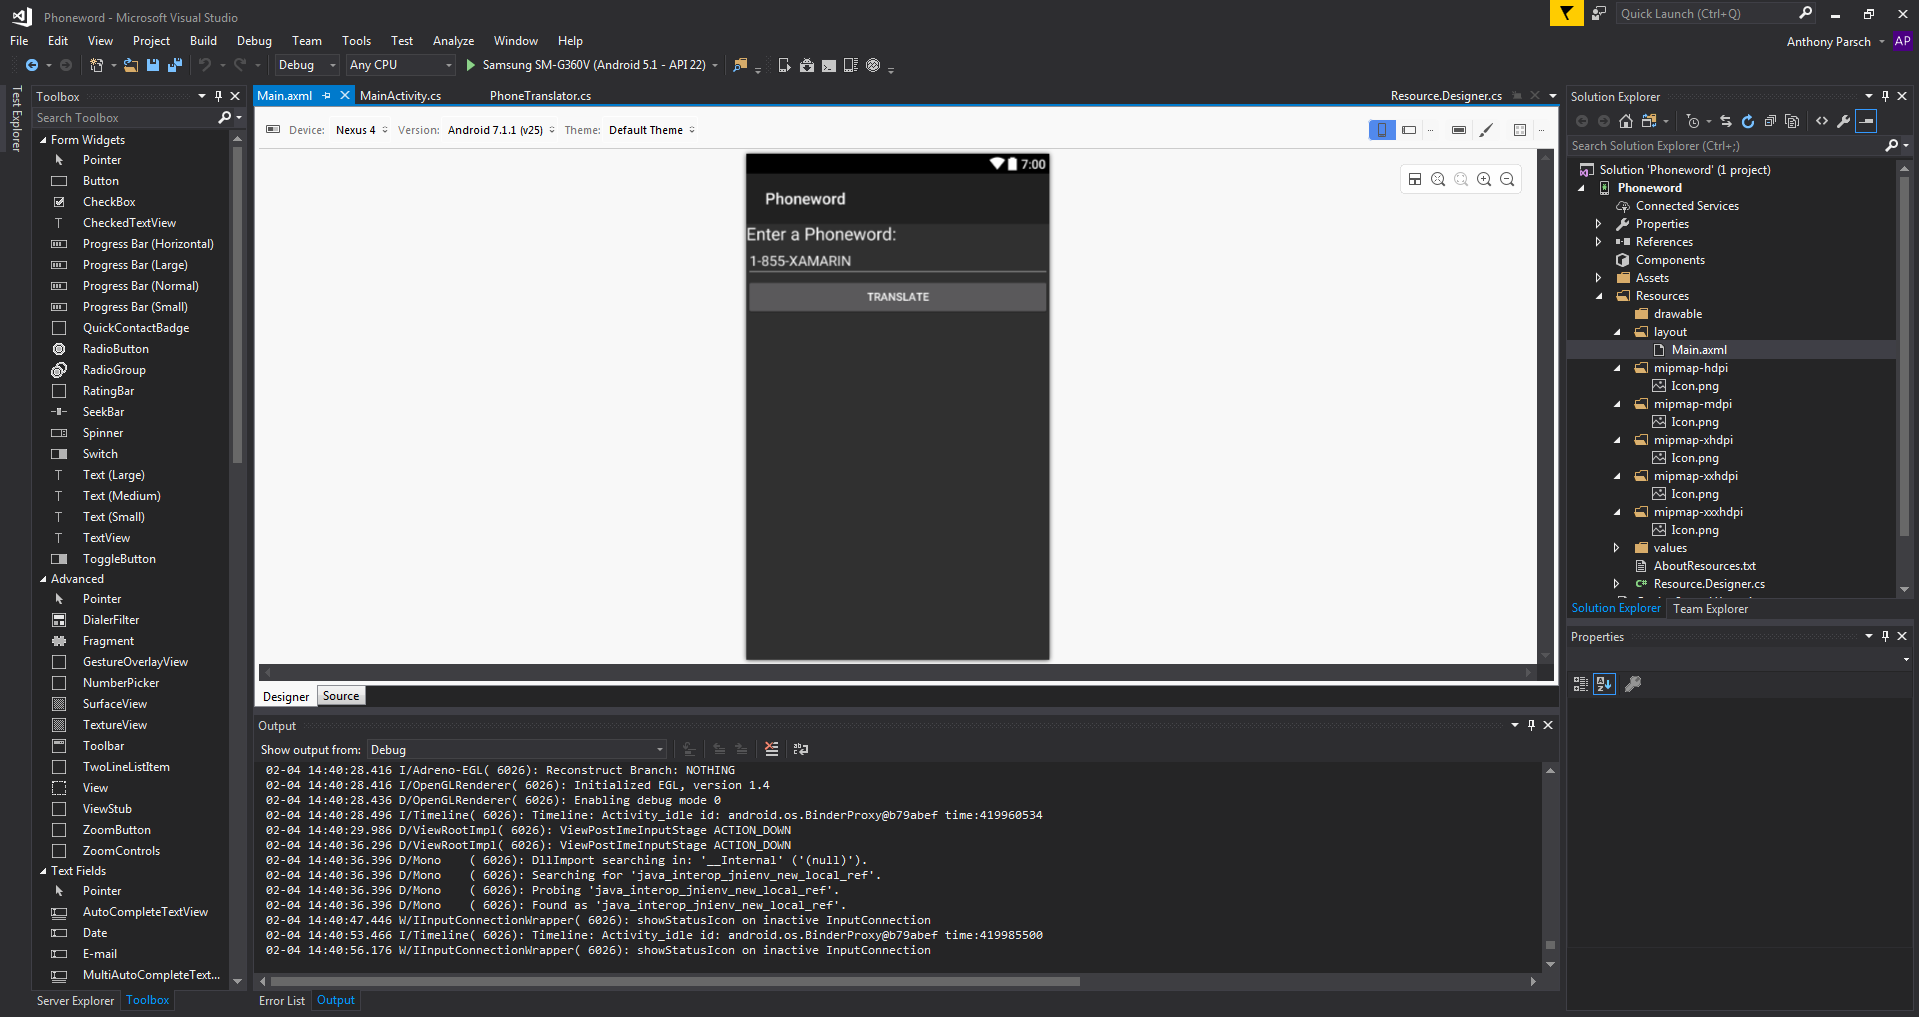 Phoneword - Microsoft Visual Studio
Quick Launch (Ctrl+Q)
File Edit View Project Build Debug Team Tools Test Analyze Window Help
Anthony Parsch AP
Debug Any CPU Samsung SM-G360V (Android 5.1 - API 22)
Test Explorer
Toolbox
Search Toolbox
Form Widgets
Pointer
Button
CheckBox
CheckedTextView
Progress Bar (Horizontal)
Progress Bar (Large)
Progress Bar (Normal)
Progress Bar (Small)
QuickContactBadge
RadioButton
RadioGroup
RatingBar
SeekBar
Spinner
Switch
Text (Large)
Text (Medium)
Text (Small)
TextView
ToggleButton
Advanced
Pointer
DialerFilter
Fragment
GestureOverlayView
NumberPicker
SurfaceView
TextureView
Toolbar
TwoLineListItem
View
ViewStub
ZoomButton
ZoomControls
Text Fields
Pointer
AutoCompleteTextView
Date
E-mail
MultiAutoCompleteText...
Server Explorer Toolbox
Main.axml MainActivity.cs PhoneTranslator.cs Resource.Designer.cs
Device: Nexus 4 Version: Android 7.1.1 (v25) Theme: Default Theme
7:00
Phoneword
Enter a Phoneword:
1-855-XAMARIN
TRANSLATE
Designer Source
Output
Show output from: Debug
02-04 14:40:28.416 I/Adreno-EGL( 6026): Reconstruct Branch: NOTHING
02-04 14:40:28.416 I/OpenGLRenderer( 6026): Initialized EGL, version 1.4
02-04 14:40:28.436 D/OpenGLRenderer( 6026): Enabling debug mode 0
02-04 14:40:28.496 I/Timeline( 6026): Timeline: Activity_idle id: android.os.BinderProxy@b79abef time:419960534
02-04 14:40:29.986 D/ViewRootImpl( 6026): ViewPostImeInputStage ACTION_DOWN
02-04 14:40:36.296 D/ViewRootImpl( 6026): ViewPostImeInputStage ACTION_DOWN
02-04 14:40:36.396 D/Mono    ( 6026): DllImport searching in: '__Internal' ('(null)').
02-04 14:40:36.396 D/Mono    ( 6026): Searching for 'java_interop_jnienv_new_local_ref'.
02-04 14:40:36.396 D/Mono    ( 6026): Probing 'java_interop_jnienv_new_local_ref'.
02-04 14:40:36.396 D/Mono    ( 6026): Found as 'java_interop_jnienv_new_local_ref'.
02-04 14:40:47.446 W/IInputConnectionWrapper( 6026): showStatusIcon on inactive InputConnection
02-04 14:40:53.466 I/Timeline( 6026): Timeline: Activity_idle id: android.os.BinderProxy@b79abef time:419985500
02-04 14:40:56.176 W/IInputConnectionWrapper( 6026): showStatusIcon on inactive InputConnection
Error List Output
Solution Explorer
Search Solution Explorer (Ctrl+;)
Solution 'Phoneword' (1 project)
Phoneword
Connected Services
Properties
References
Components
Assets
Resources
drawable
layout
Main.axml
mipmap-hdpi
Icon.png
mipmap-mdpi
Icon.png
mipmap-xhdpi
Icon.png
mipmap-xxhdpi
Icon.png
mipmap-xxxhdpi
Icon.png
values
AboutResources.txt
C# Resource.Designer.cs
Solution Explorer Team Explorer
Properties